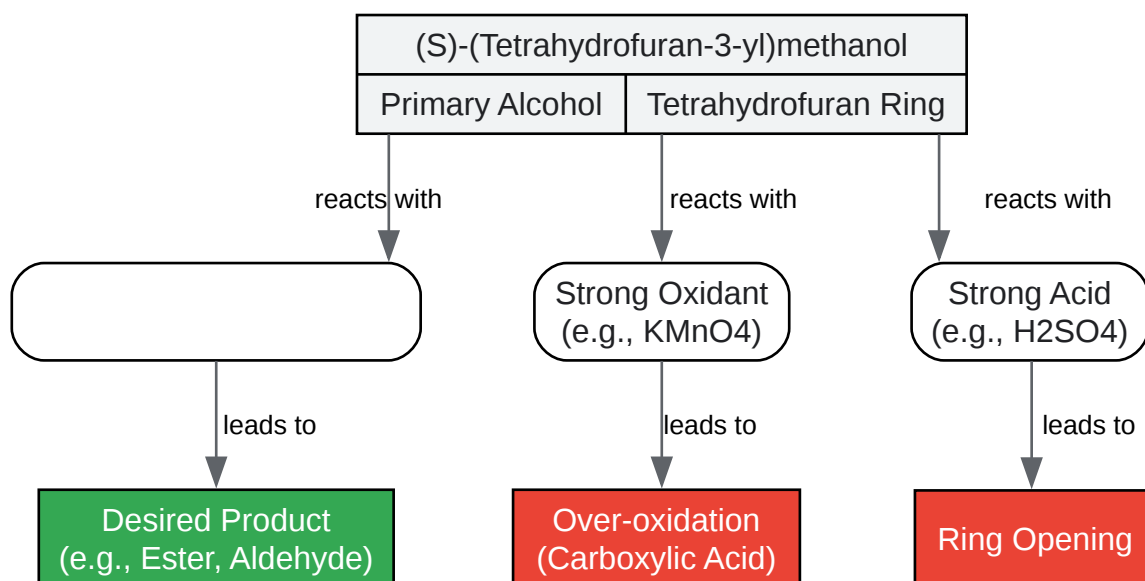 (S)-(Tetrahydrofuran-3-yl)methanol
Primary Alcohol
Tetrahydrofuran Ring
reacts with
reacts with
reacts with
Strong Oxidant
(e.g., KMnO4)
Strong Acid
(e.g., H2SO4)
leads to
leads to
leads to
Desired Product
(e.g., Ester, Aldehyde)
Over-oxidation
(Carboxylic Acid)
Ring Opening